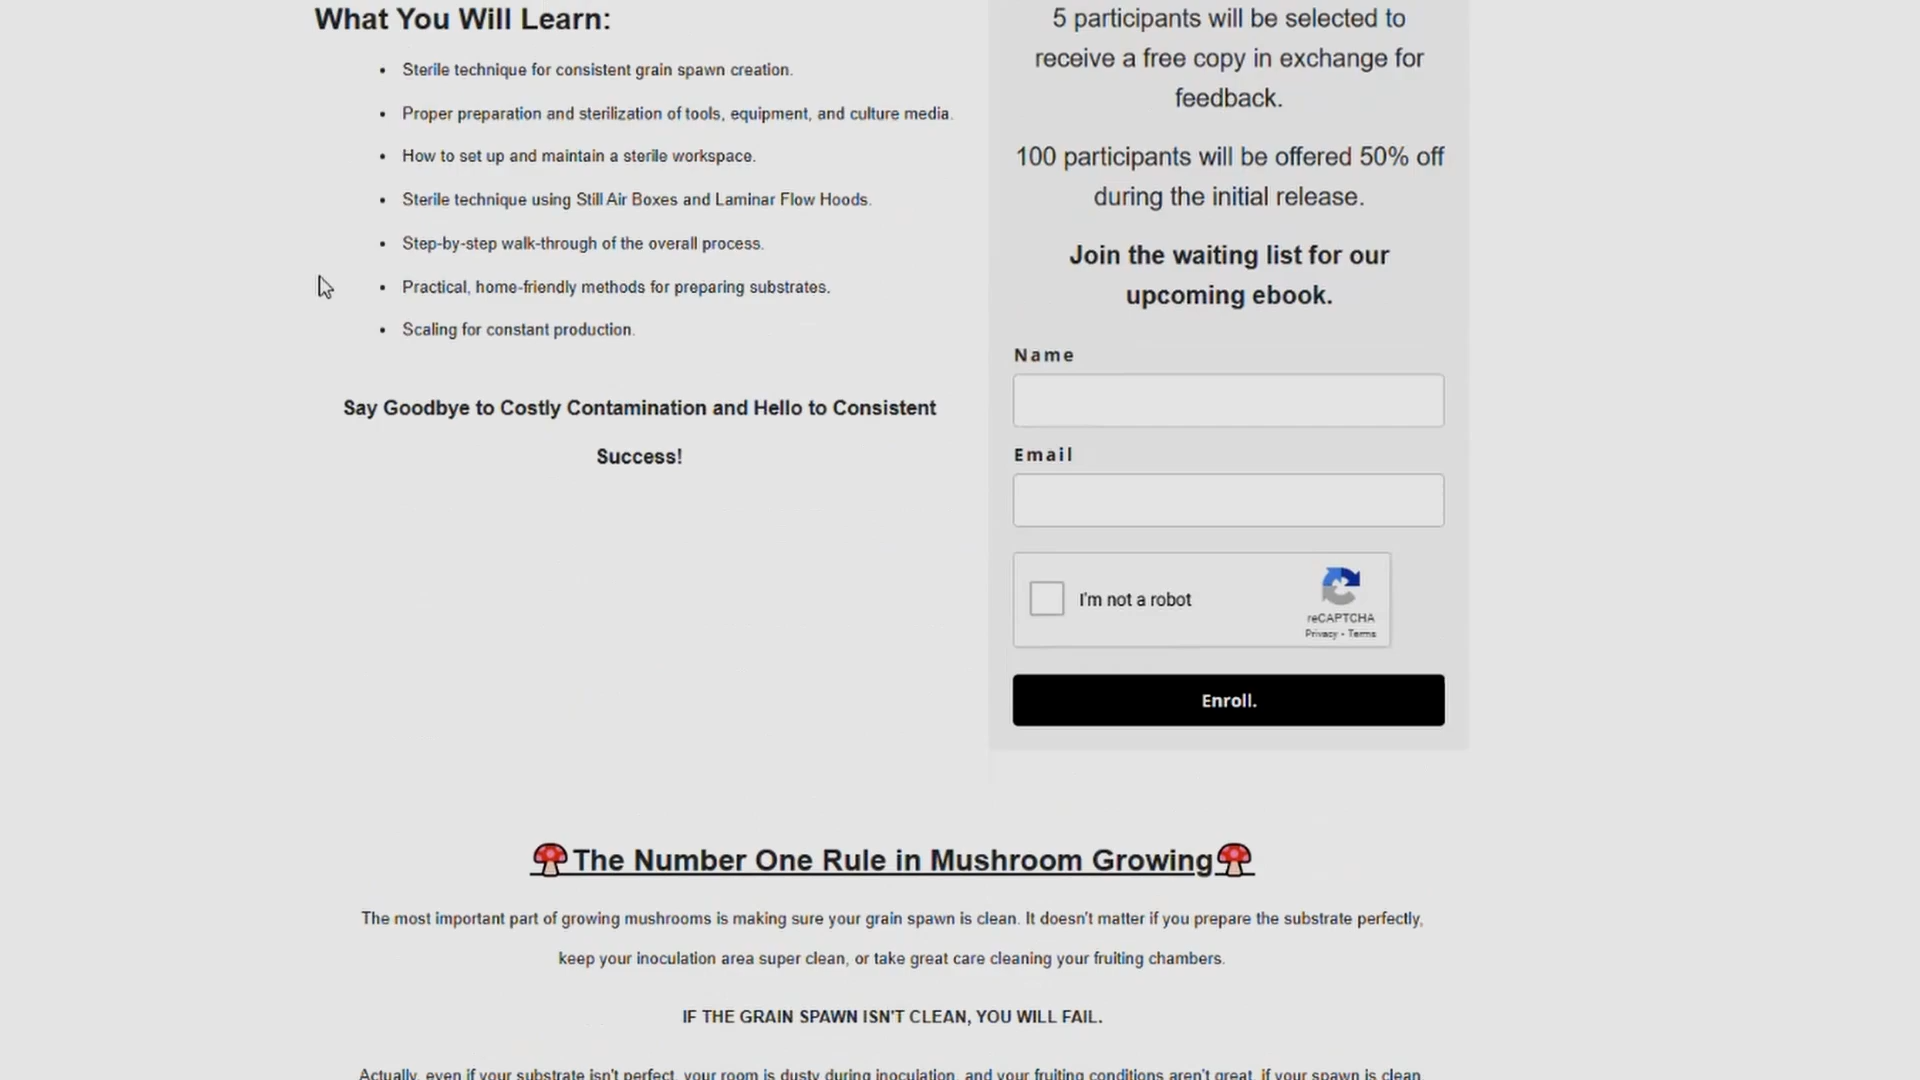 What You Will Learn:
• Sterile technique for consistent grain spawn creation.
• Proper preparation and sterilization of tools, equipment, and culture media.
• How to set up and maintain a sterile workspace.
• Sterile technique using Still Air Boxes and Laminar Flow Hoods.
• Step-by-step walk-through of the overall process.
• Practical, home-friendly methods for preparing substrates.
• Scaling for constant production.
Say Goodbye to Costly Contamination and Hello to Consistent
Success!
5 participants will be selected to
receive a free copy in exchange for
feedback.
100 participants will be offered 50% off
during the initial release.
Join the waiting list for our
upcoming ebook.
Name
Email
I'm not a robot
reCAPTCHA
Privacy - Terms
Enroll.
🍄The Number One Rule in Mushroom Growing🍄
The most important part of growing mushrooms is making sure your grain spawn is clean. It doesn't matter if you prepare the substrate perfectly,
keep your inoculation area super clean, or take great care cleaning your fruiting chambers.
IF THE GRAIN SPAWN ISN'T CLEAN, YOU WILL FAIL.
Actually, even if your substrate isn't perfect, your room is dusty during inoculation, and your fruiting conditions aren't great, if your spawn is clean,